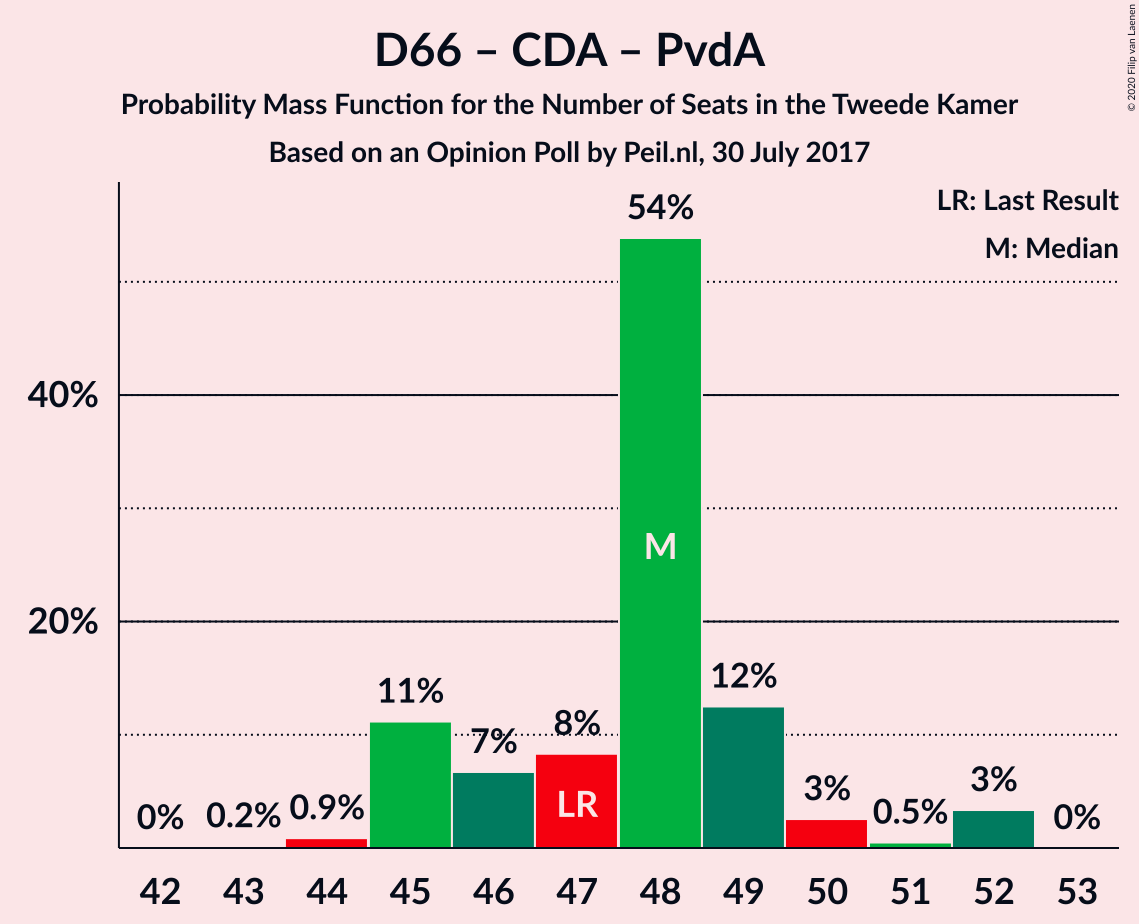 D66 – CDA – PvdA
Probability Mass Function for the Number of Seats in the Tweede Kamer
Based on an Opinion Poll by Peil.nl, 30 July 2017
© 2020 Filip van Laenen
LR: Last Result
M: Median
40%
20%
0% 0.2% 0.9% 11% 7% 8% 54% 12% 3% 0.5% 3% 0%
LR M
42 43 44 45 46 47 48 49 50 51 52 53